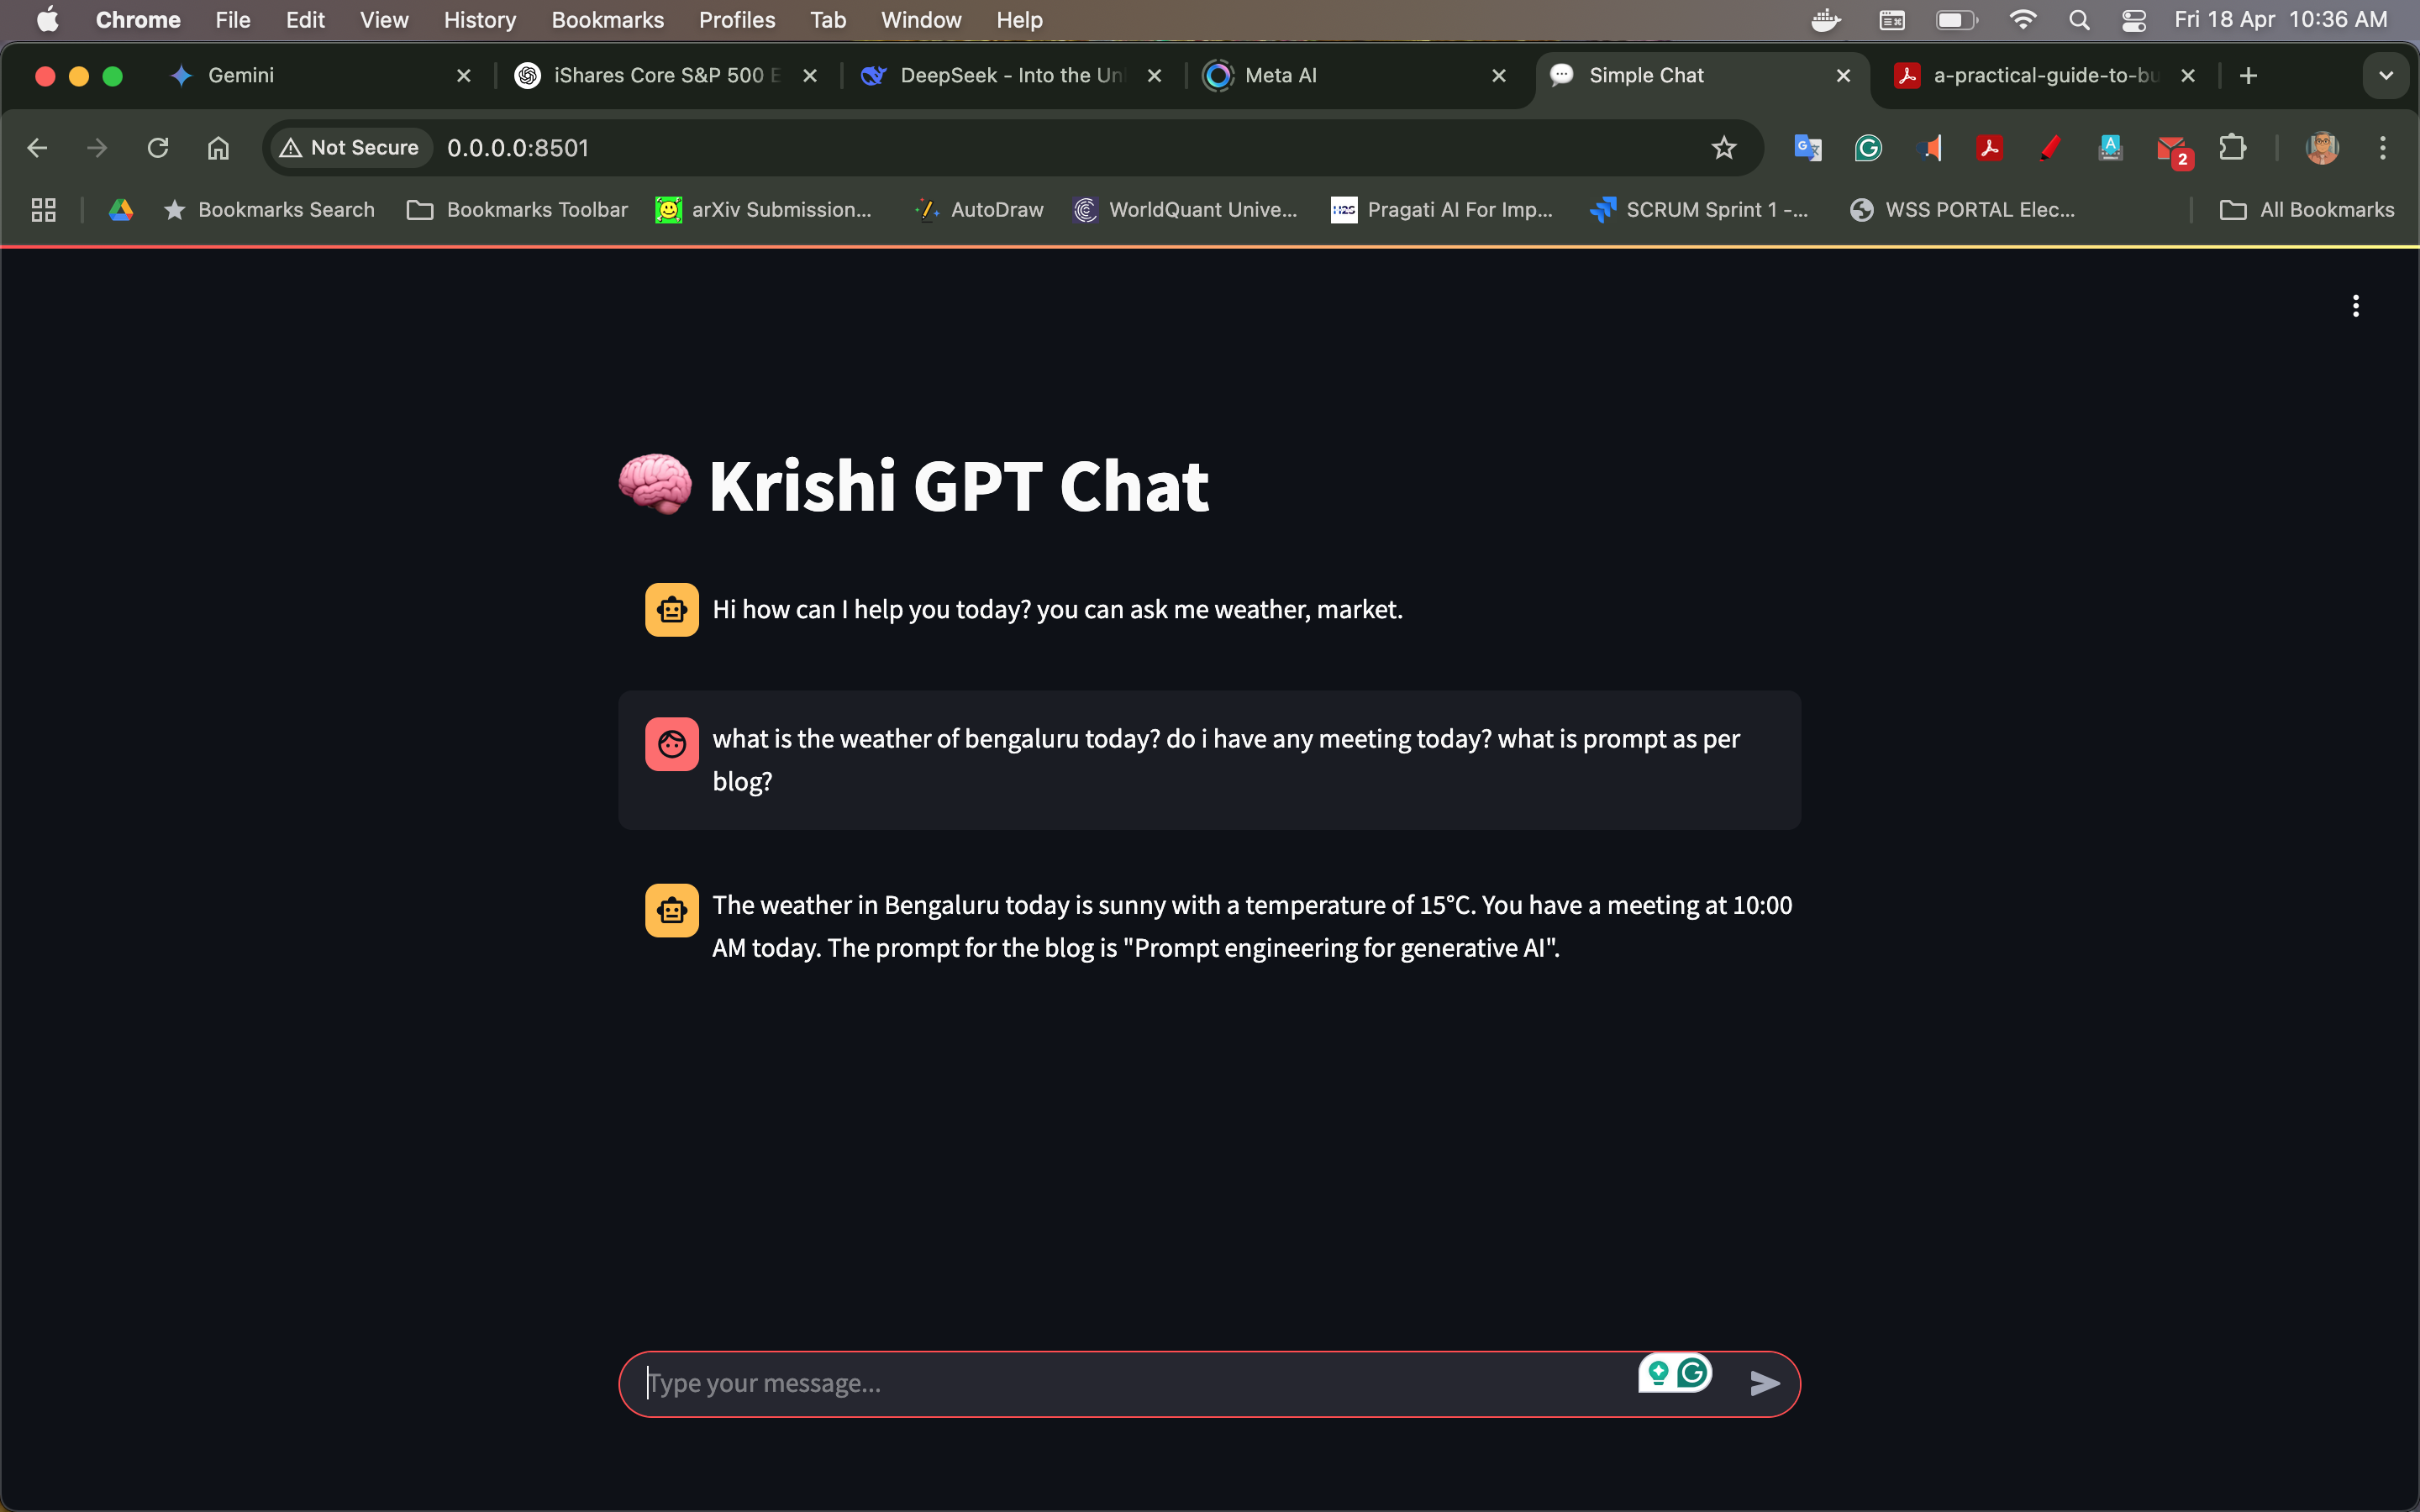 Chrome File Edit View History Bookmarks Profiles Tab Window Help Fri 18 Apr 10:36 AM
Gemini iShares Core S&P 500 DeepSeek - Into the Meta AI Simple Chat a-practical-guide-to-
Not Secure 0.0.0.0:8501 2
Bookmarks Search Bookmarks Toolbar arXiv Submission... AutoDraw WorldQuant Unive... H2S Pragati AI For Imp... SCRUM Sprint 1 -... WSS PORTAL Elec... All Bookmarks
Krishi GPT Chat
Hi how can I help you today? you can ask me weather, market.
what is the weather of bengaluru today? do i have any meeting today? what is prompt as per
blog?
The weather in Bengaluru today is sunny with a temperature of 15°C. You have a meeting at 10:00
AM today. The prompt for the blog is "Prompt engineering for generative AI".
Type your message...